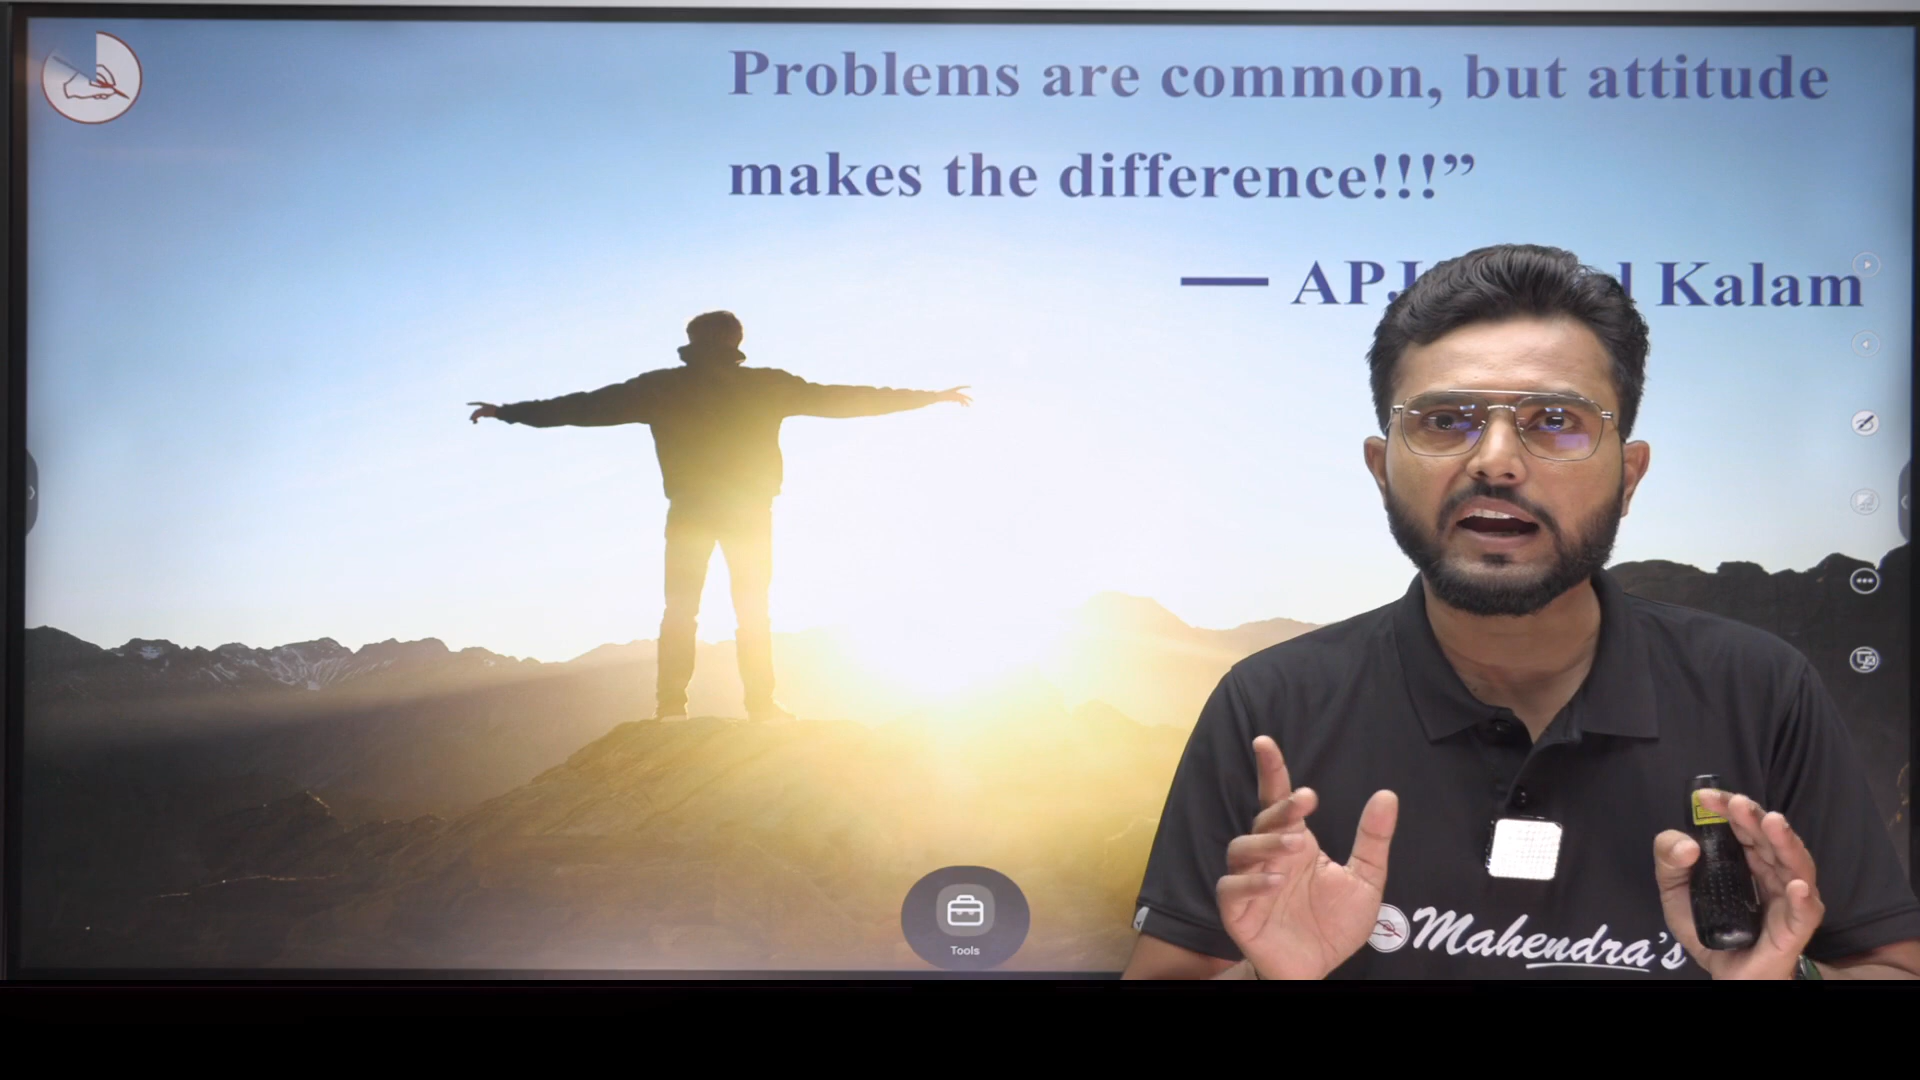 Problems are common, but attitude
makes the difference!!!”
— APJ Kalam
Tools
Mahendra's